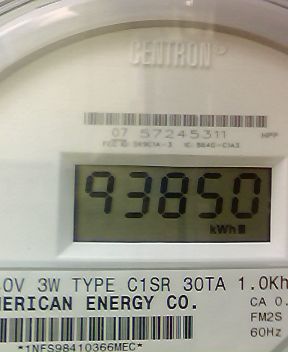 CENTRON
07 57245311
93850
kWh
0V 3W TYPE C1SR 30TA 1.0Kh
MERICAN ENERGY CO.
CA 0.
FM2S
60Hz
*1NFS98410366MEC*